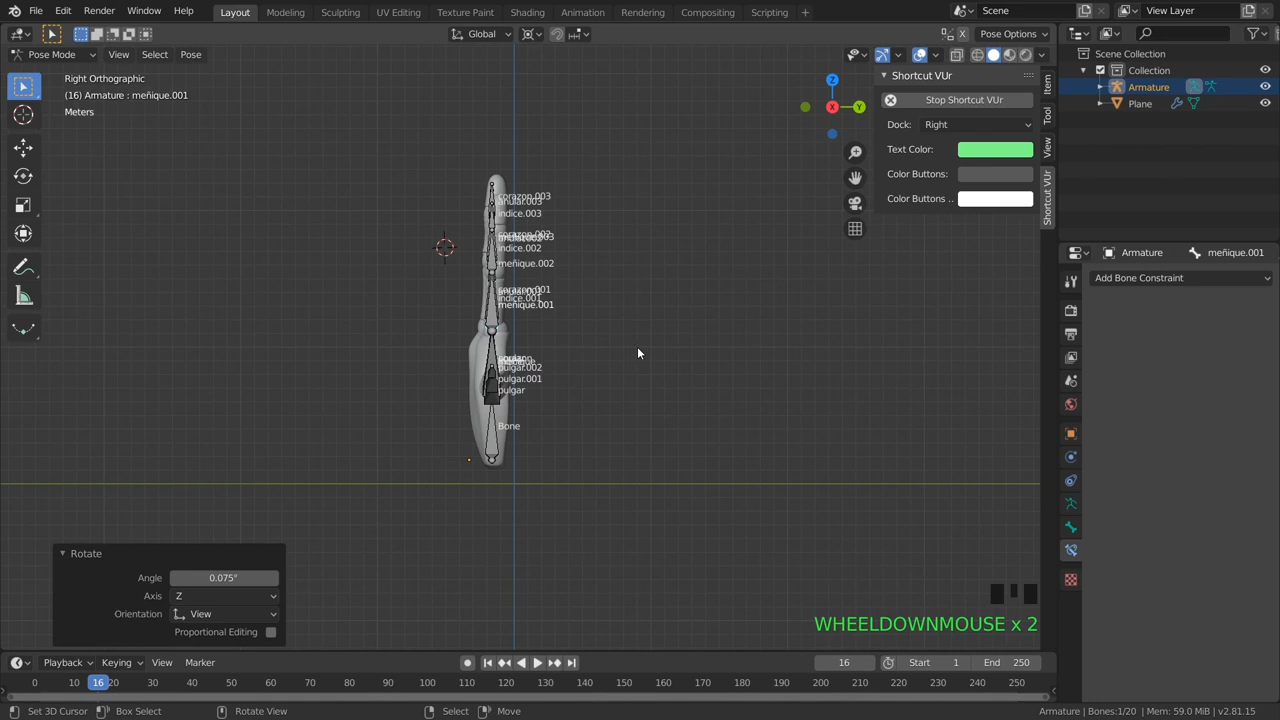 File Edit Render Window Help Layout Modeling Sculpting UV Editing Texture Paint Shading Animation Rendering Compositing Scripting + Scene View Layer
Global Pose Options
Pose Mode View Select Pose
Right Orthographic
(16) Armature : meñique.001
Meters
Shortcut VUr
Stop Shortcut VUr
Dock: Right
Text Color:
Color Buttons:
Color Buttons ..
Item
Tool
View
Shortcut VUr
Z
X
Y
Scene Collection
Collection
Armature
Plane
Armature meñique.001
Add Bone Constraint
corazon.003
anular.003
indice.003
corazon.002
indice.002
meñique.002
corazon.001
indice.001
meñique.001
pulgar.002
pulgar.001
pulgar
Bone
Rotate
Angle 0.075°
Axis Z
Orientation View
Proportional Editing
WHEELDOWNMOUSE x 2
Playback Keying View Marker 16 Start 1 End 250
0 10 16 20 30 40 50 60 70 80 90 100 110 120 130 140 150 160 170 180 190 200 210 220 230 240 250
Set 3D Cursor Box Select Rotate View Select Move Armature | Bones:1/20 | Mem: 59.0 MiB | v2.81.15